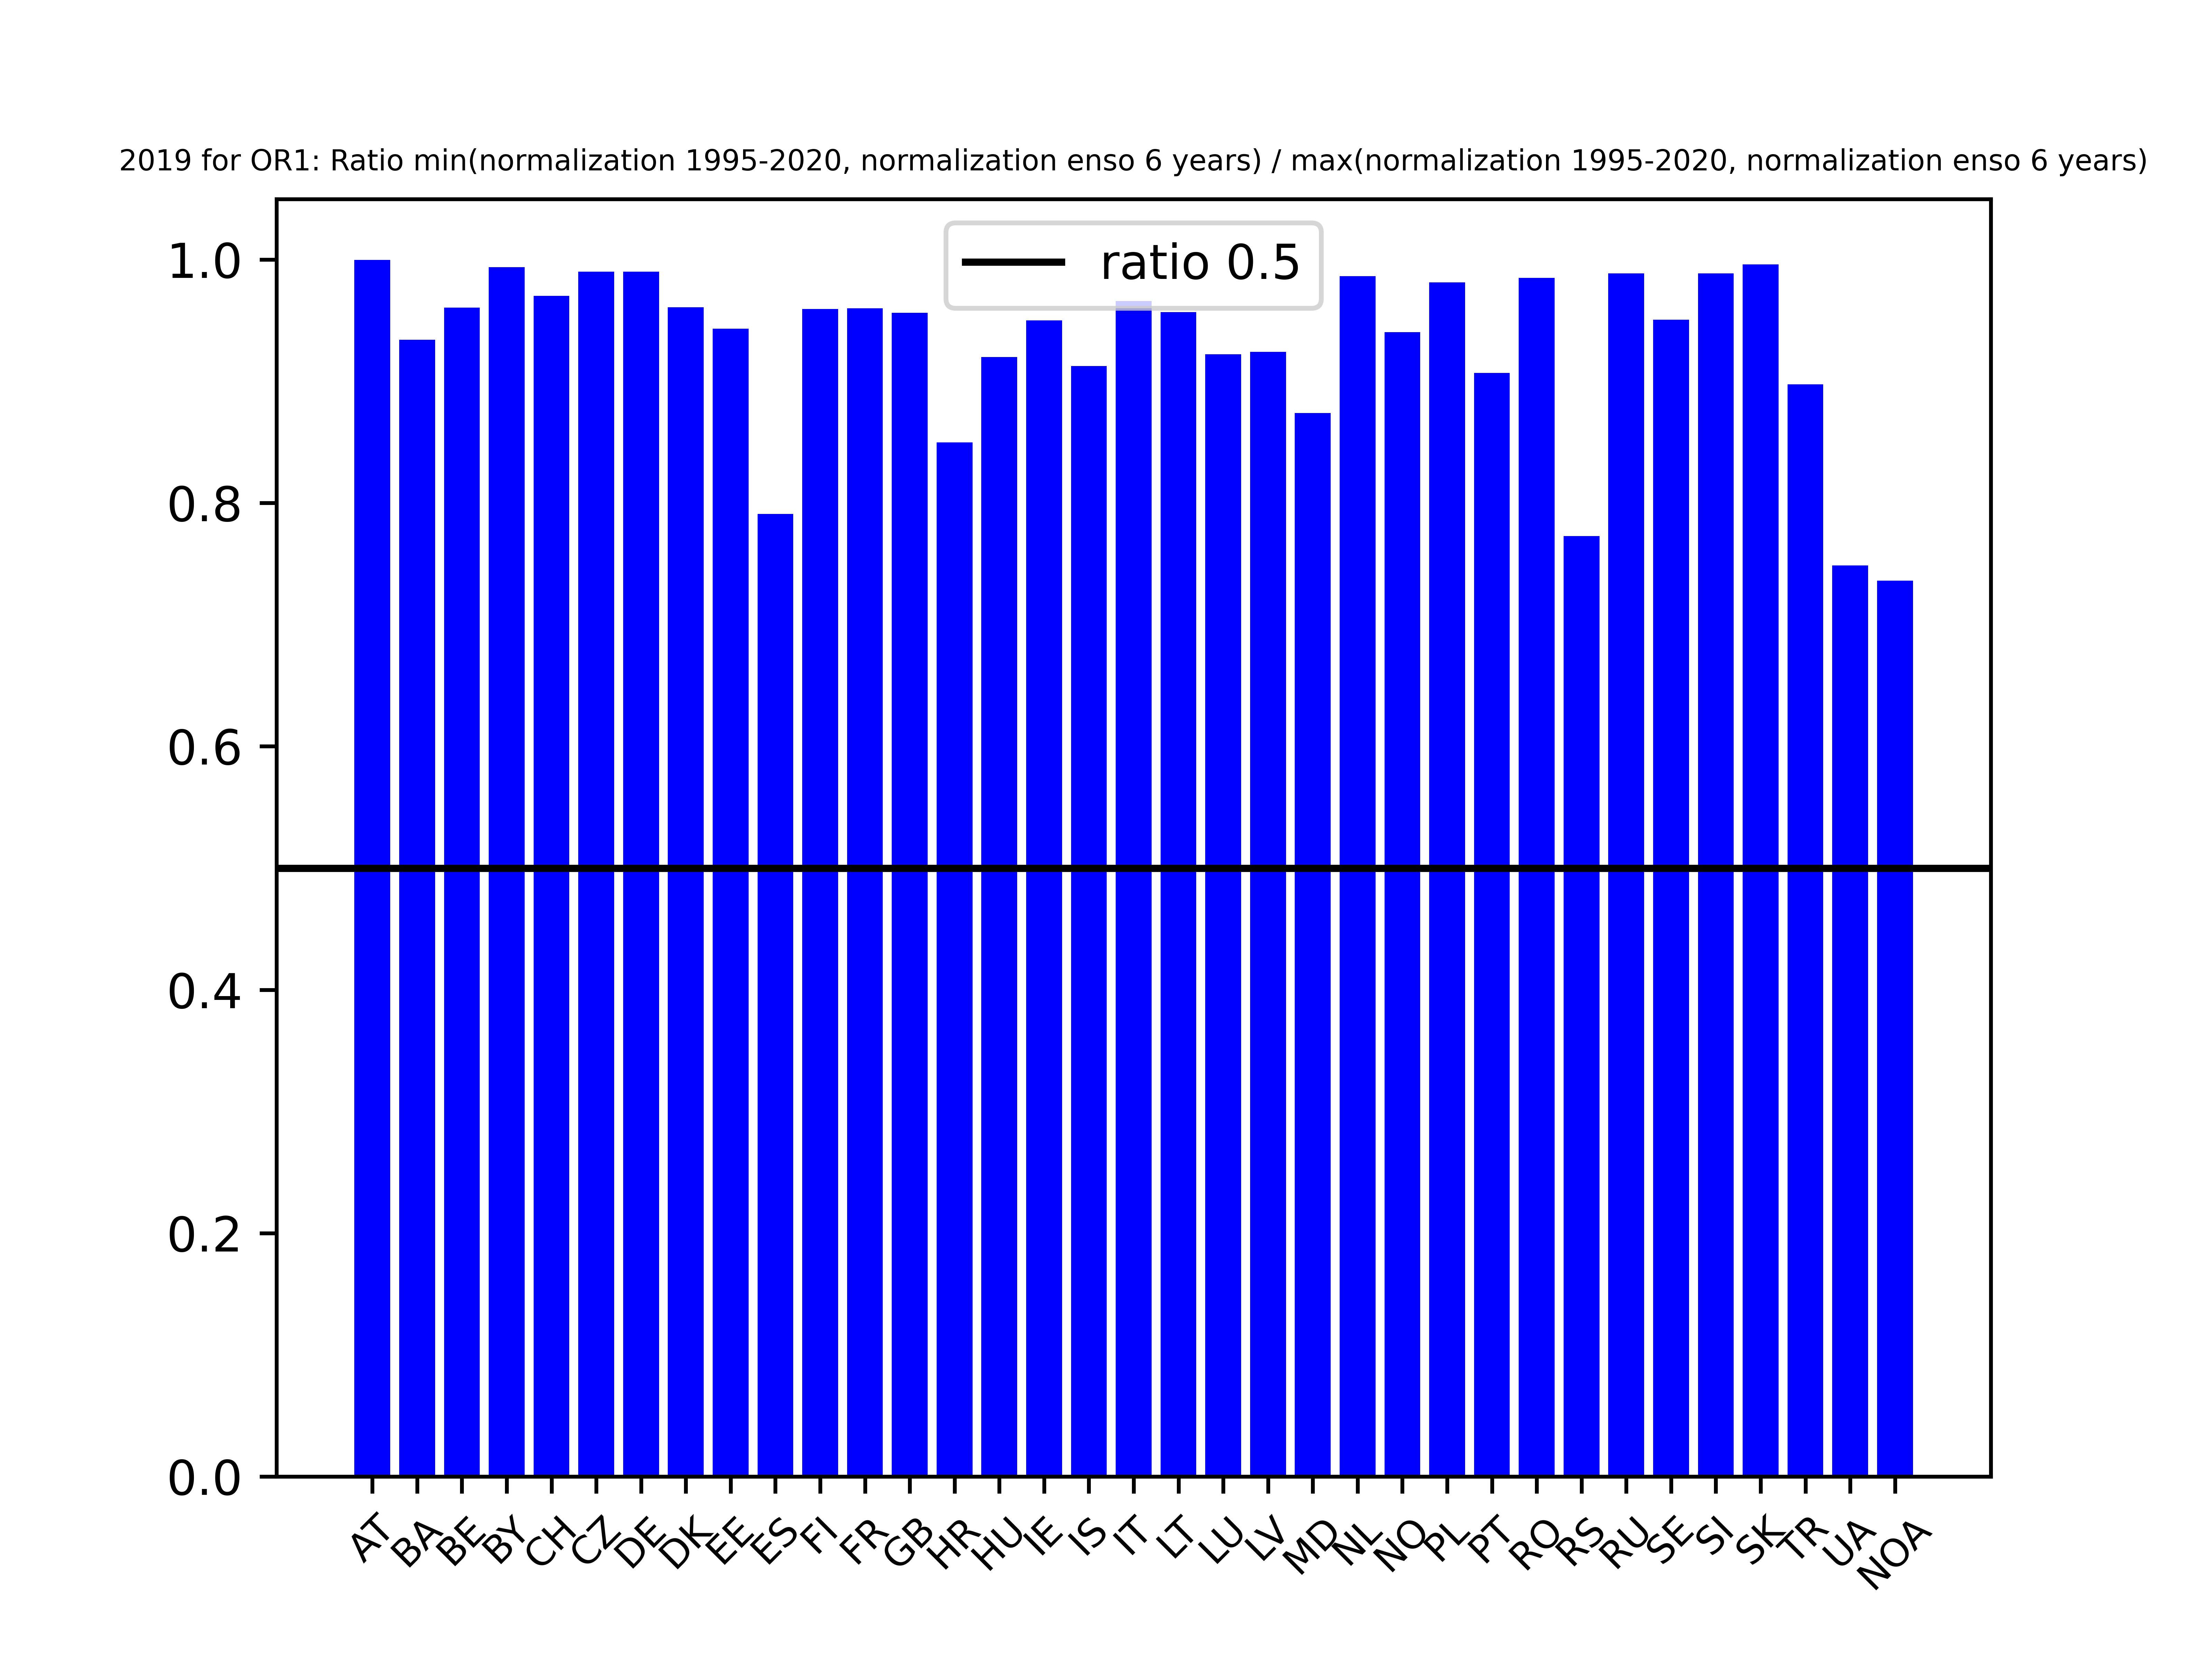 2019 for OR1: Ratio min(normalization 1995-2020, normalization enso 6 years) / max(normalization 1995-2020, normalization enso 6 years)
ratio 0.5
1.0
0.8
0.6
0.4
0.2
0.0
AT BA BE BY CH CZ DE DK EE ES FI FR GB HR HU IE IS IT LT LU LV MD NL NO PL PT RO RS RU SE SI SK TR UA NOA